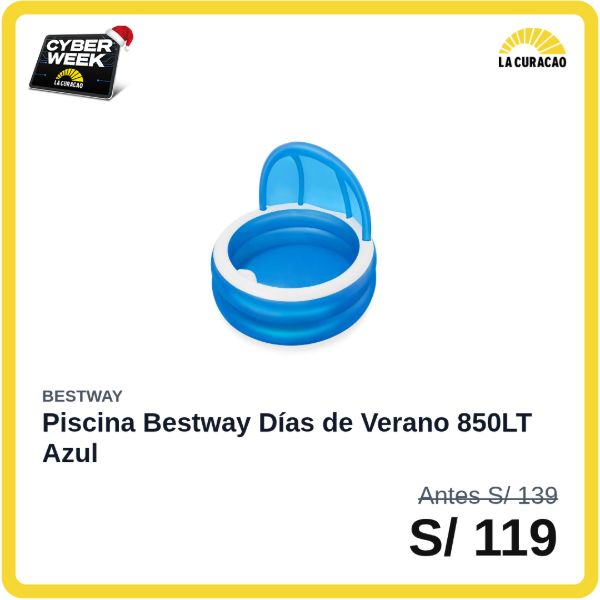 CYBER
WEEK
LA CURACAO
LA CURACAO
BESTWAY
Piscina Bestway Días de Verano 850LT
Azul
Antes S/ 139
S/ 119